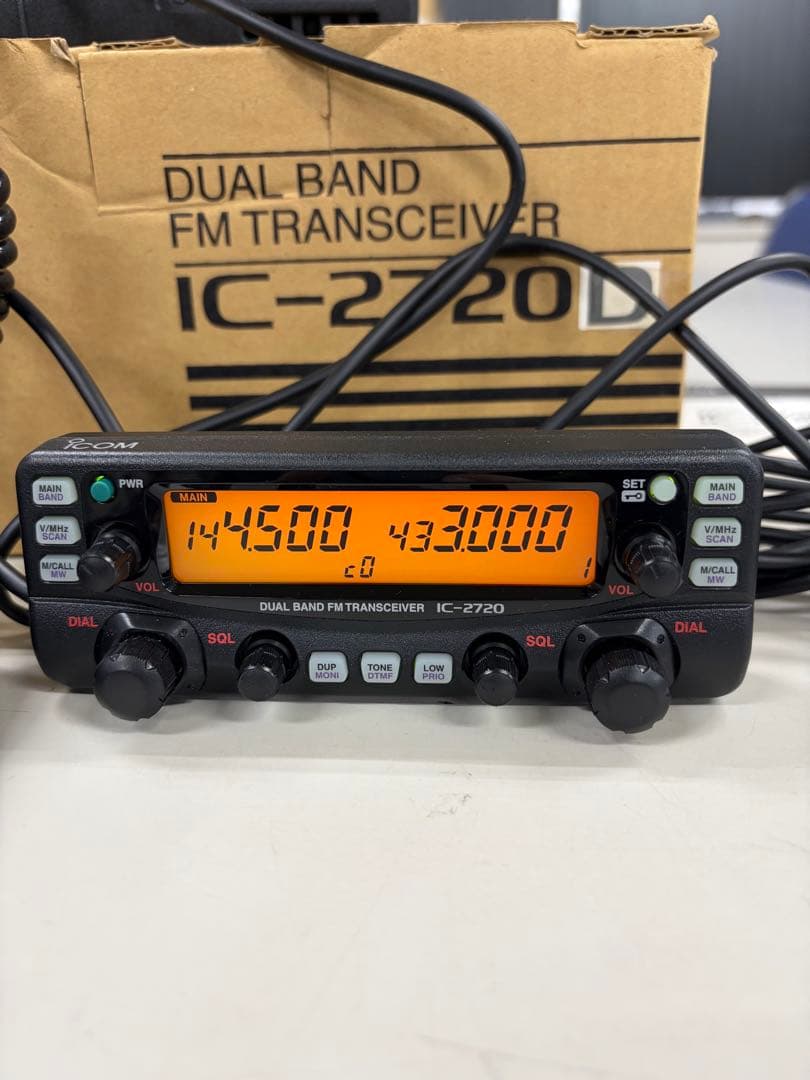 DUAL BAND
FM TRANSCEIVER
IC-2720D
ICOM
MAIN
BAND
PWR
V/MHz
SCAN
M/CALL
MW
VOL
DIAL
SQL
MAIN
144.500
433.000
c0
1
SET
MAIN
BAND
V/MHz
SCAN
M/CALL
MW
VOL
DIAL
SQL
DUAL BAND FM TRANSCEIVER IC-2720
DUP
MONI
TONE
DTMF
LOW
PRIO